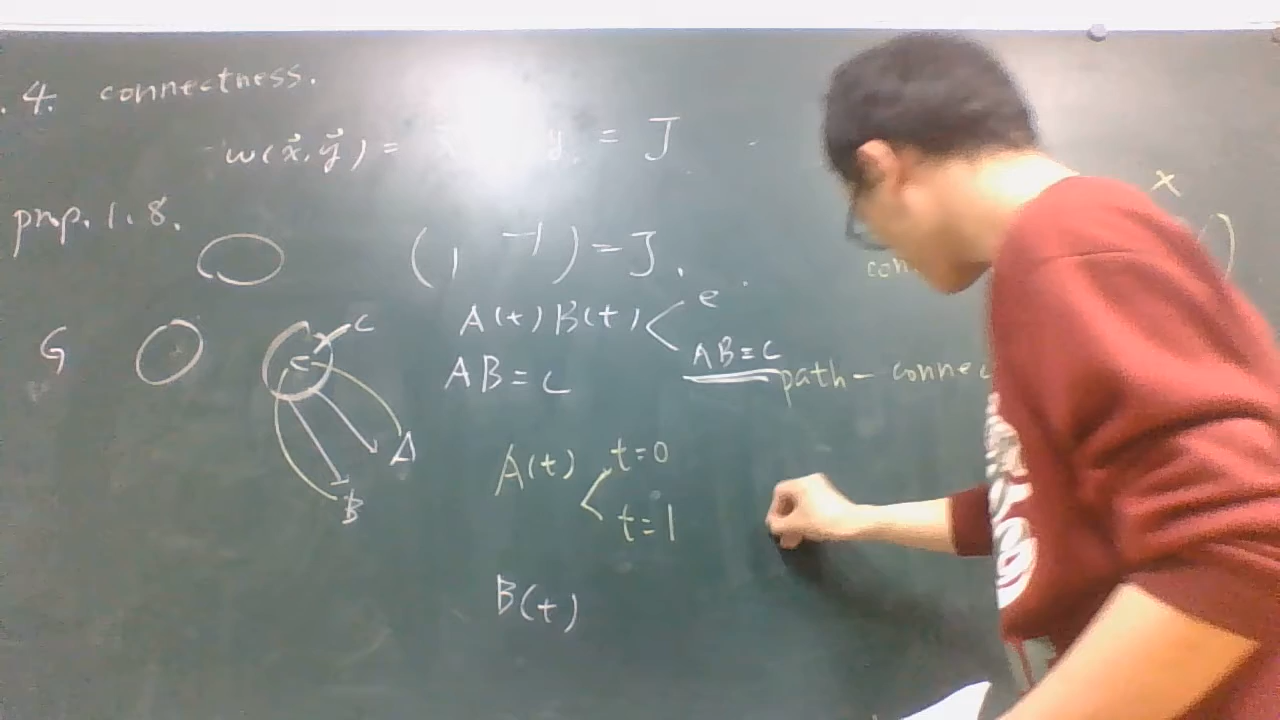 .4. connectness.
w(x⃗, y⃗) = y = J
prop. 1.8.
x
( 1 -1 ) = J.
A(t) B(t) < e
AB = C
G
C
e
AB = C
path-connec
A
B
A(t) < t=0
t=1
B(t)